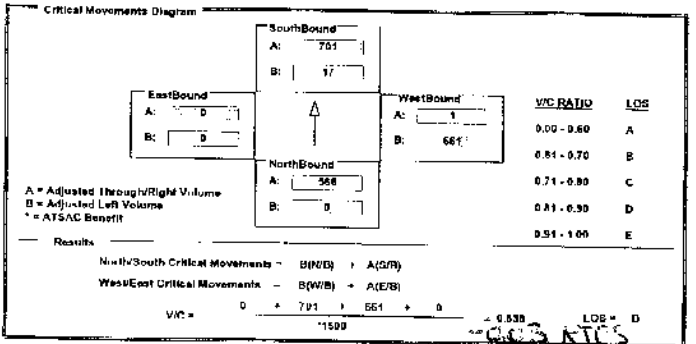 Critical Movements Diagram
SouthBound
A: 701
B: 17
EastBound
A: 0
B: 0
WestBound
A: 1
B: 661
NorthBound
A: 566
B: 0
A = Adjusted Through/Right Volume
B = Adjusted Left Volume
* = ATSAC Benefit
V/C RATIO LOS
0.00 - 0.60 A
0.61 - 0.70 B
0.71 - 0.80 C
0.81 - 0.90 D
0.91 - 1.00 E
Results
North/South Critical Movements = B(N/B) + A(S/B)
West/East Critical Movements = B(W/B) + A(E/B)
V/C = 0 + 701 + 661 + 0
*1500
= 0.838 LOS = D